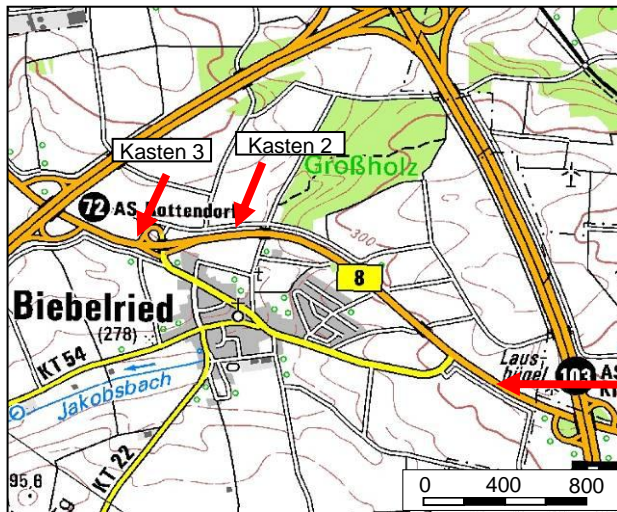 Kasten 3
Kasten 2
Großholz
72 AS Rottendorf
300
8
Biebelried
(278)
KT 54
Jakobsbach
KT 22
Laus-
hügel
103 AS
95,6
0 400 800